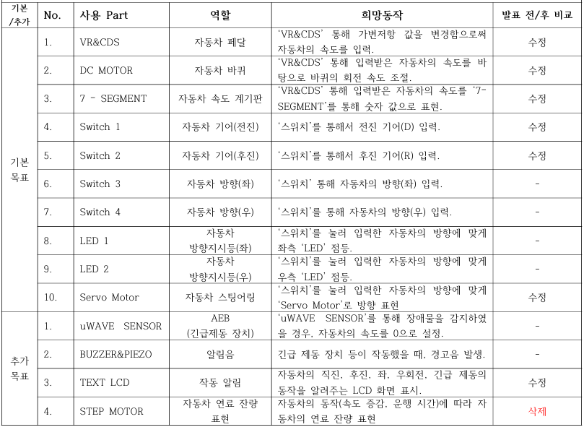 기본
/추가
No.
사용 Part
역할
희망동작
발표 전/후 비교
기본
목표
1.
VR&CDS
자동차 페달
'VR&CDS' 통해 가변저항 값을 변경함으로써
자동차의 속도를 입력.
수정
2.
DC MOTOR
자동차 바퀴
'VR&CDS' 통해 입력받은 자동차의 속도를 바
탕으로 바퀴의 회전 속도 조절.
수정
3.
7 - SEGMENT
자동차 속도 계기판
'VR&CDS' 통해 입력받은 자동차의 속도를 '7-
SEGMENT'를 통해 숫자 값으로 표현.
수정
4.
Switch 1
자동차 기어(전진)
'스위치'를 통해서 전진 기어(D) 입력.
수정
5.
Switch 2
자동차 기어(후진)
'스위치'를 통해서 후진 기어(R) 입력.
수정
6.
Switch 3
자동차 방향(좌)
'스위치' 통해 자동차의 방향(좌) 입력.
-
7.
Switch 4
자동차 방향(우)
'스위치'를 통해 자동차의 방향(우) 입력.
-
8.
LED 1
자동차
방향지시등(좌)
'스위치'를 눌러 입력한 자동차의 방향에 맞게
좌측 'LED' 점등.
-
9.
LED 2
자동차
방향지시등(우)
'스위치'를 눌러 입력한 자동차의 방향에 맞게
우측 'LED' 점등.
-
10.
Servo Motor
자동차 스팅어링
'스위치'를 눌러 입력한 자동차의 방향에 맞게
'Servo Motor'로 방향 표현
수정
추가
목표
1.
uWAVE SENSOR
AEB
(긴급제동 장치)
'uWAVE SENSOR'를 통해 장애물을 감지하였
을 경우, 자동차의 속도를 0으로 설정.
-
2.
BUZZER&PIEZO
알림음
긴급 제동 장치 등이 작동했을 때, 경고음 발생.
-
3.
TEXT LCD
작동 알림
자동차의 직진, 후진, 좌, 우회전, 긴급 제동의
동작을 알려주는 LCD 화면 표시.
수정
4.
STEP MOTOR
자동차 연료 잔량
표현
자동차의 동작(속도 증감, 운행 시간)에 따라 자
동차의 연료 잔량 표현
삭제